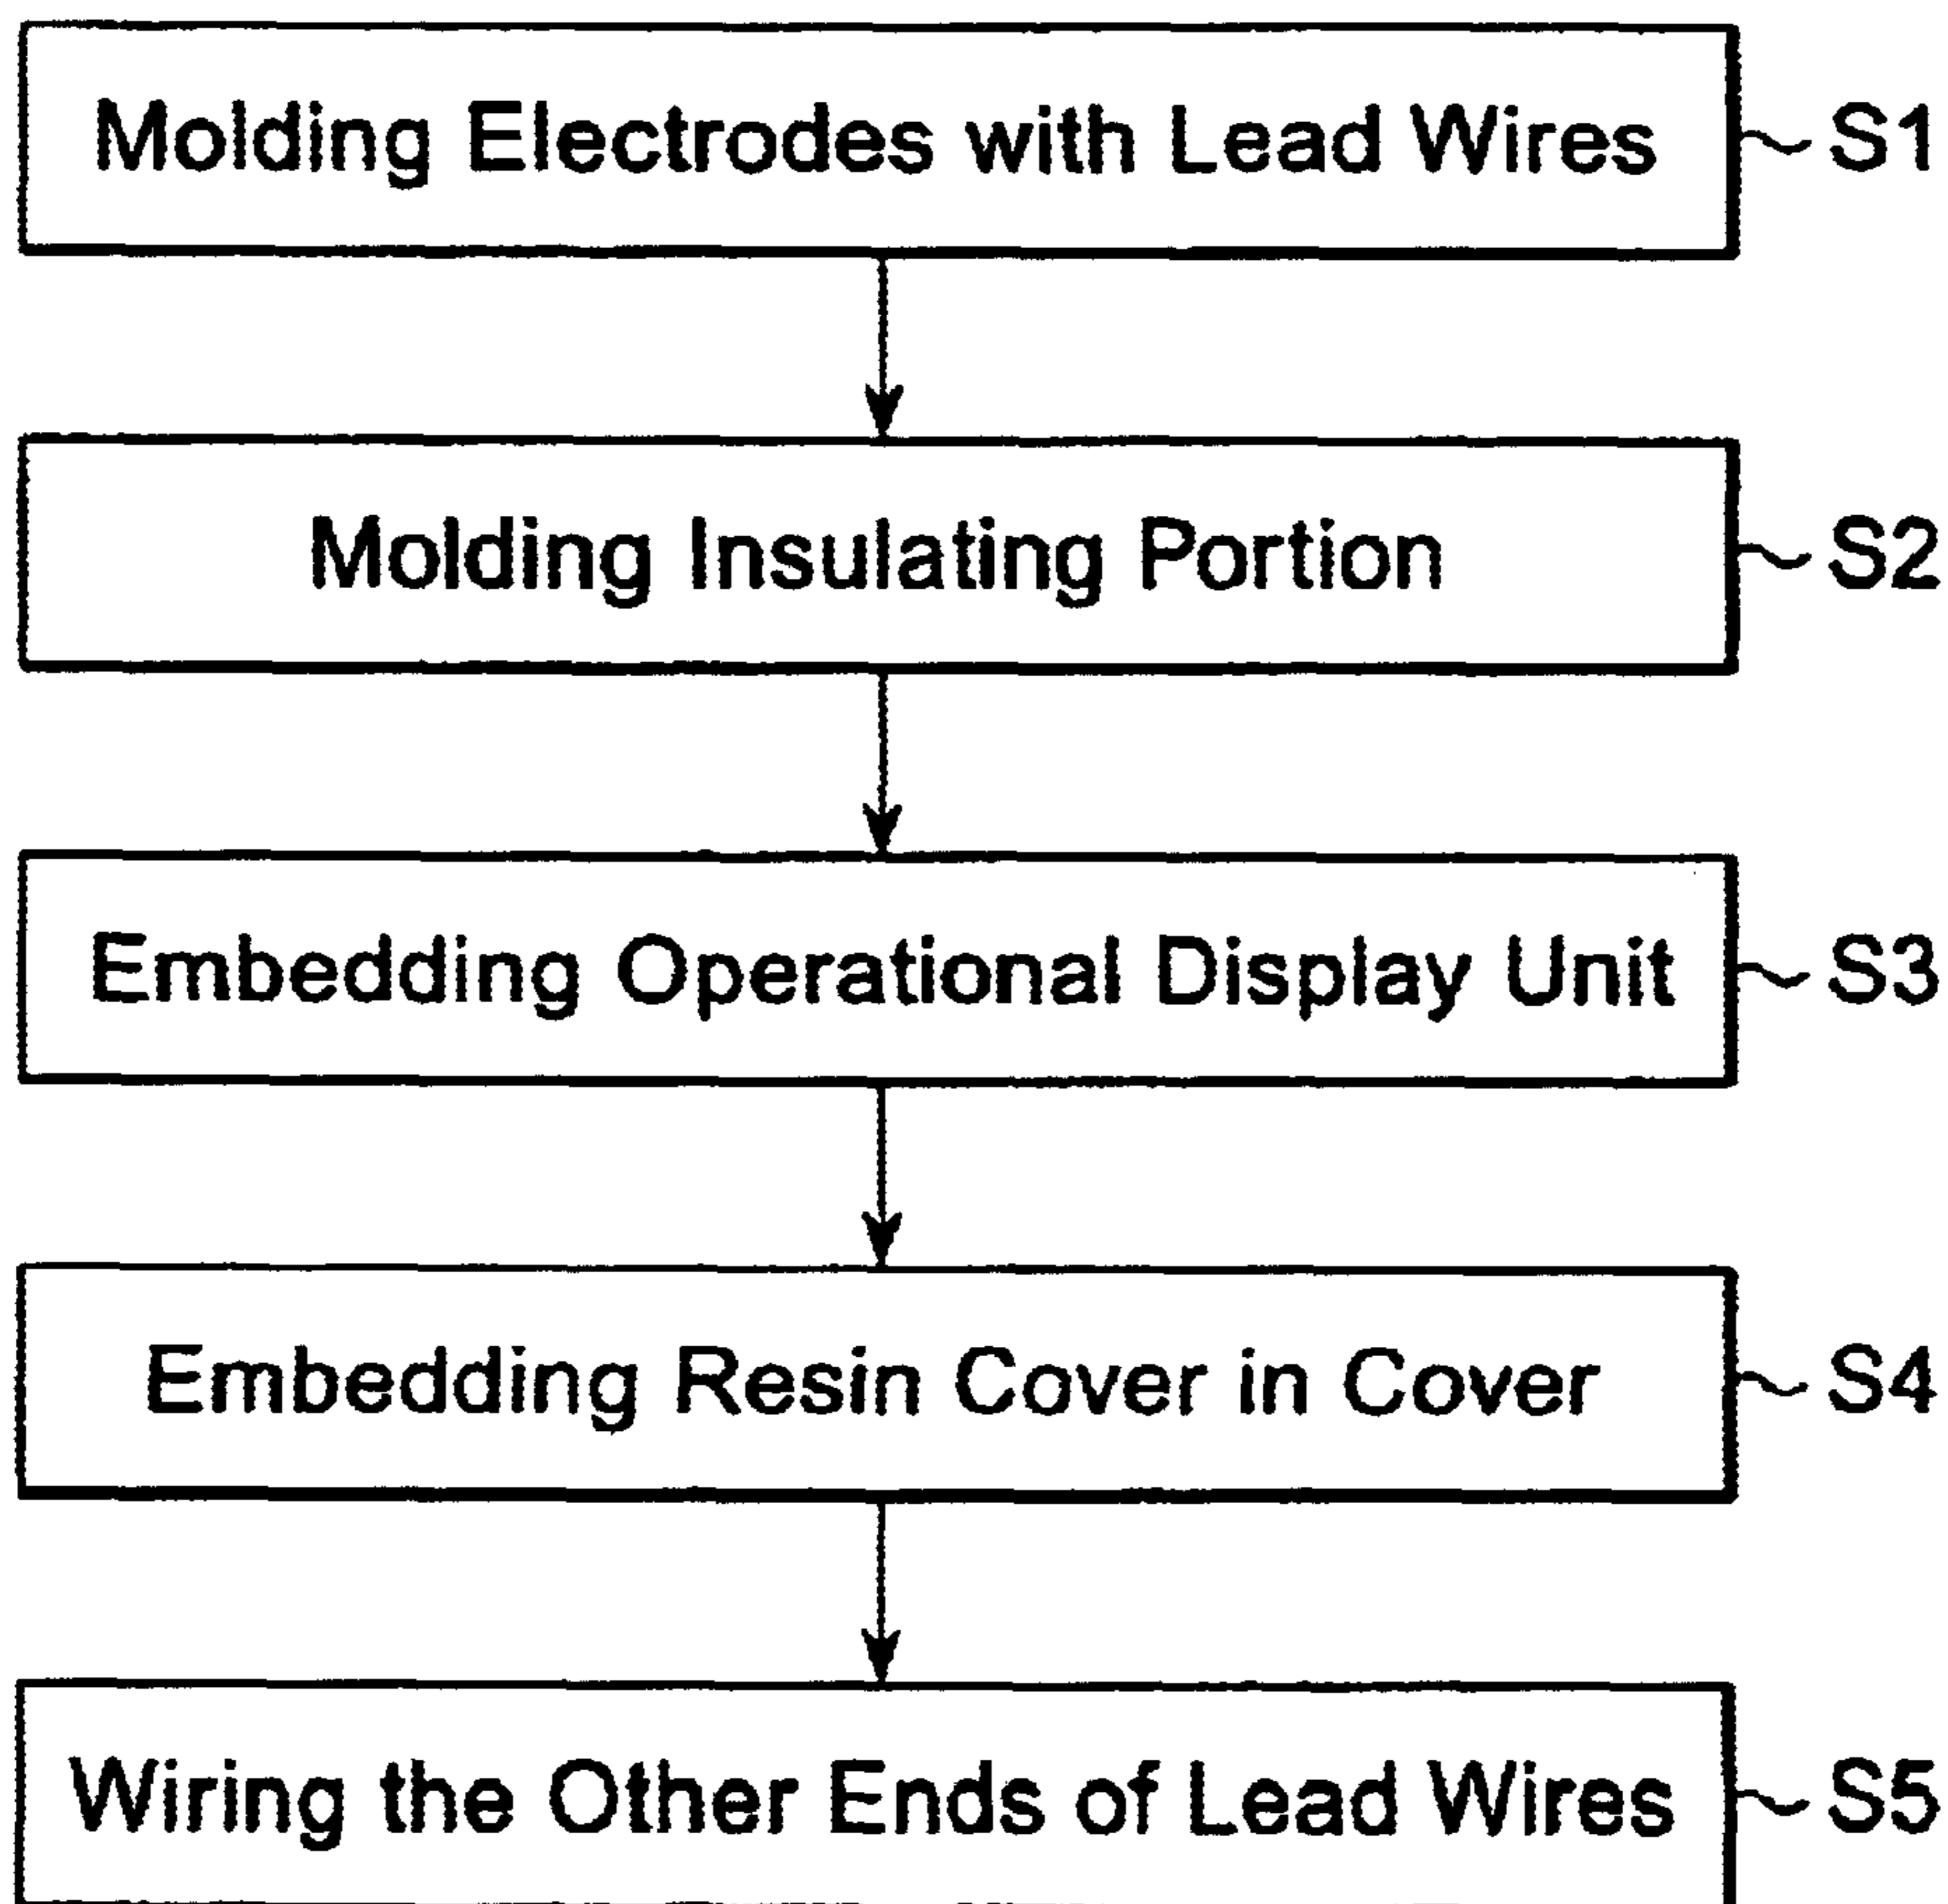 Molding Electrodes with Lead Wires S1
Molding Insulating Portion S2
Embedding Operational Display Unit S3
Embedding Resin Cover in Cover S4
Wiring the Other Ends of Lead Wires S5